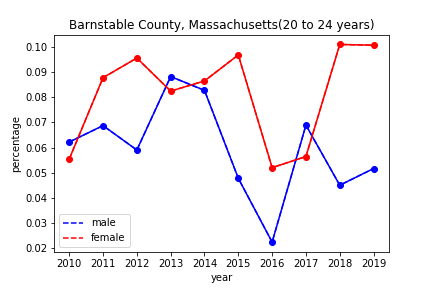 Barnstable County, Massachusetts(20 to 24 years)
percentage
0.10
0.09
0.08
0.07
0.06
0.05
0.04
0.03
0.02
male
female
2010 2011 2012 2013 2014 2015 2016 2017 2018 2019
year